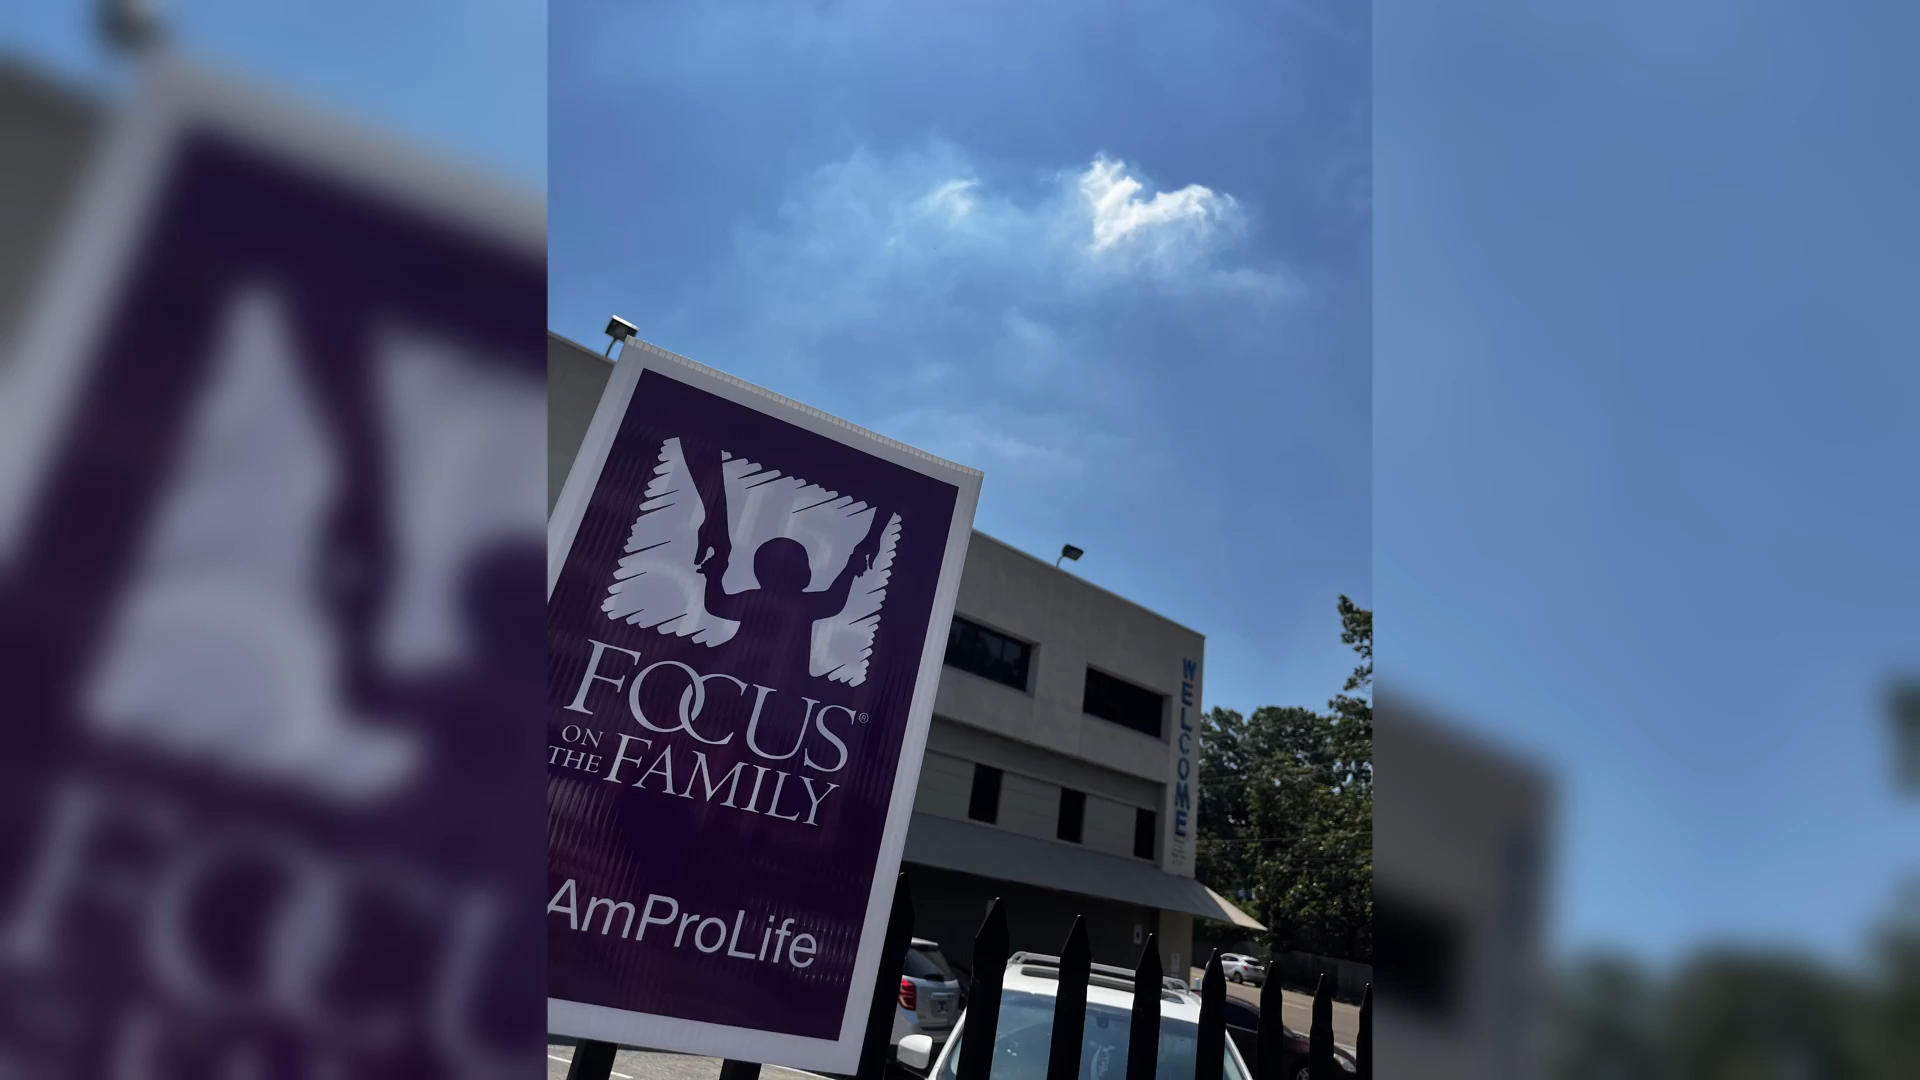 FOCUS®
ON
THE FAMILY
AmProLife
WELCOME